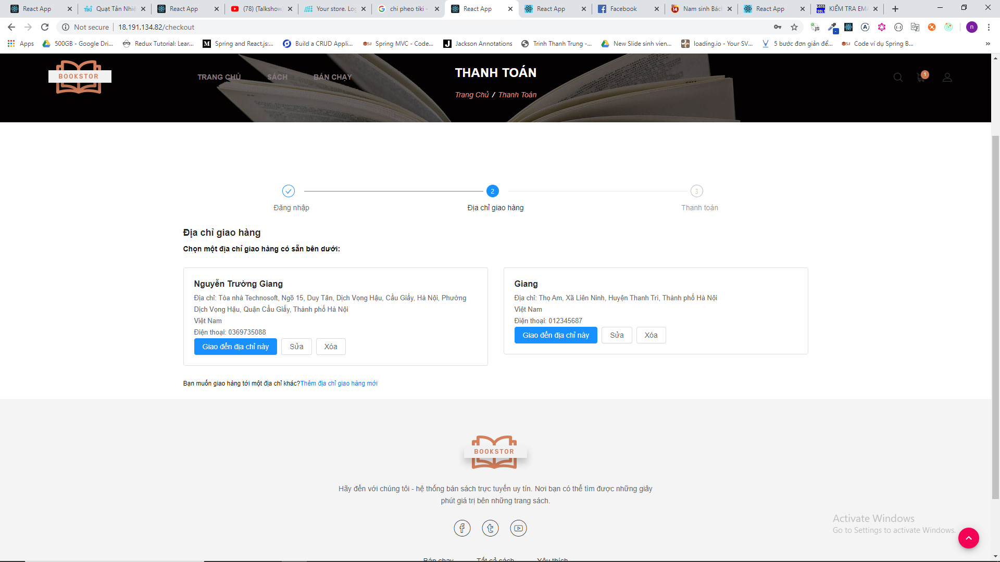 React App
Quạt Tản Nhiê
React App
(78) (Talkshow
Your store. Log
chi pheo tiki -
React App
React App
Facebook
Nam sinh Bác
React App
KIỂM TRA EMA
Not secure
18.191.134.82/checkout
Apps
500GB - Google Dri...
Redux Tutorial: Lear...
Spring and React.js:...
Build a CRUD Appli...
Spring MVC - Code...
Jackson Annotations
Trinh Thanh Trung -...
New Slide sinh vien...
loading.io - Your SV...
5 bước đơn giản để...
Code ví dụ Spring B...
BOOKSTOR
TRANG CHỦ
SÁCH
BÁN CHẠY
THANH TOÁN
Trang Chủ / Thanh Toán
1
2
3
Đăng nhập
Địa chỉ giao hàng
Thanh toán
Địa chỉ giao hàng
Chọn một địa chỉ giao hàng có sẵn bên dưới:
Nguyễn Trường Giang
Địa chỉ: Tòa nhà Technosoft, Ngõ 15, Duy Tân, Dịch Vọng Hậu, Cầu Giấy, Hà Nội, Phường
Dịch Vọng Hậu, Quận Cầu Giấy, Thành phố Hà Nội
Việt Nam
Điện thoại: 0369735088
Giao đến địa chỉ này
Sửa
Xóa
Giang
Địa chỉ: Thọ Am, Xã Liên Ninh, Huyện Thanh Trì, Thành phố Hà Nội
Việt Nam
Điện thoại: 012345687
Giao đến địa chỉ này
Sửa
Xóa
Bạn muốn giao hàng tới một địa chỉ khác?Thêm địa chỉ giao hàng mới
BOOKSTOR
Hãy đến với chúng tôi - hệ thống bán sách trực tuyến uy tín. Nơi bạn có thể tìm được những giây
phút giá trị bên những trang sách.
Activate Windows
Go to Settings to activate Windows.
Bán chạy
Tất cả sách
Yêu thích